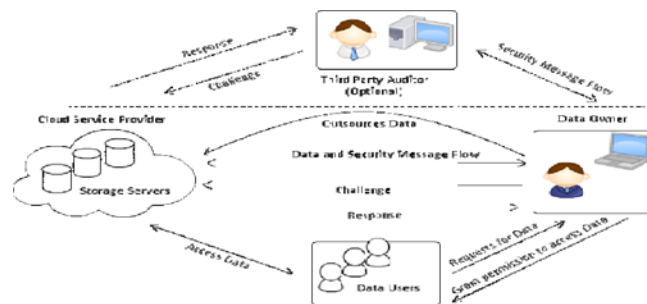 Response
Challenge
Third Party Auditor
(Optional)
Security Message Flow
Cloud Service Provider
Data Owner
Outsources Data
Data and Security Message Flow
Storage Servers
Challenge
Response
Access Data
Requests for Data
Grant permission to access Data
Data Users